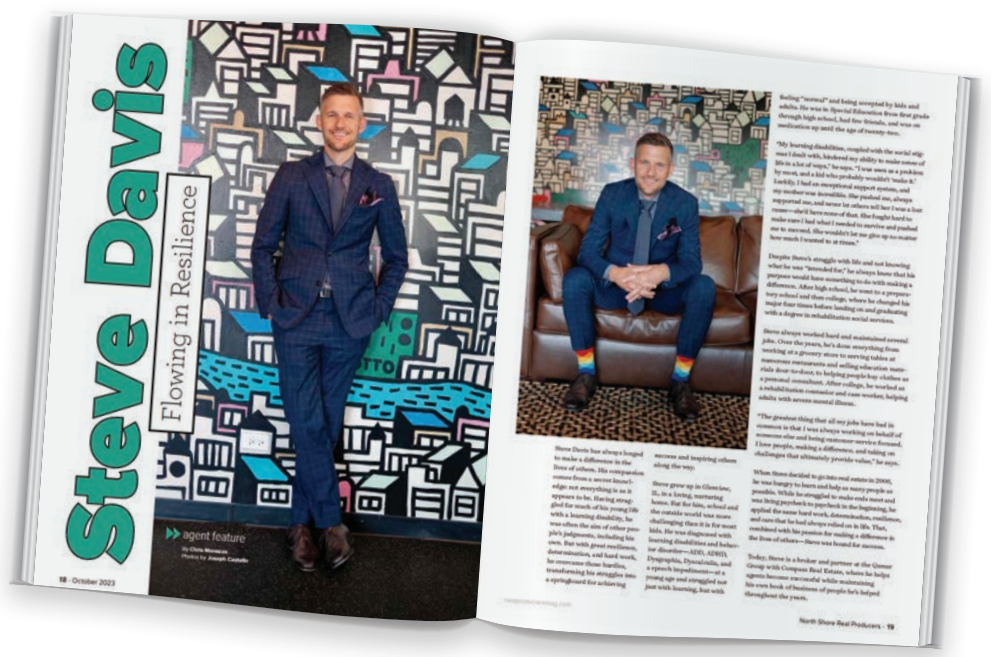 Steve Davis
Flowing in Resilience
OTTO
agent feature
By Chris Menezes
Photos by Joseph Castello
18 • October 2023
Steve Davis has always longed
to make a difference in the
lives of others. His compassion
comes from a secret knowl-
edge: not everything is as it
appears to be. Having strug-
gled for much of his young life
with a learning disability, he
was often the aim of other peo-
ple's judgments, including his
own. But with great resilience,
determination, and hard work,
he overcame those hurdles,
transforming his struggles into
a springboard for achieving
success and inspiring others
along the way.
Steve grew up in Glenview,
IL, in a loving, nurturing
home. But for him, school and
the outside world was more
challenging than it is for most
kids. He was diagnosed with
learning disabilities and behav-
ior disorder—ADD, ADHD,
Dysgraphia, Dyscalculia, and
a speech impediment—at a
young age and struggled not
just with learning, but with
feeling "normal" and being accepted by kids and
adults. He was in Special Education from first grade
through high school, had few friends, and was on
medication up until the age of twenty-two.
"My learning disabilities, coupled with the social stig-
mas I dealt with, hindered my ability to make sense of
life in a lot of ways," he says. "I was seen as a problem
by most, and a kid who probably wouldn't 'make it.'
Luckily, I had an exceptional support system, and
my mother was incredible. She pushed me, always
supported me, and never let others tell her I was a lost
cause—she'd have none of that. She fought hard to
make sure I had what I needed to survive and pushed
me to succeed. She wouldn't let me give up no matter
how much I wanted to at times."
Despite Steve's struggle with life and not knowing
what he was "intended for," he always knew that his
purpose would have something to do with making a
difference. After high school, he went to a prepara-
tory school and then college, where he changed his
major four times before landing on and graduating
with a degree in rehabilitation social services.
Steve always worked hard and maintained several
jobs. Over the years, he's done everything from
working at a grocery store to serving tables at
numerous restaurants and selling education mate-
rials door-to-door, to helping people buy clothes as
a personal consultant. After college, he worked as
a rehabilitation counselor and case worker, helping
adults with severe mental illness.
"The greatest thing that all my jobs have had in
common is that I was always working on behalf of
someone else and being customer-service focused.
I love people, making a difference, and taking on
challenges that ultimately provide value," he says.
When Steve decided to go into real estate in 2006,
he was hungry to learn and help as many people as
possible. While he struggled to make ends meet and
was living paycheck to paycheck in the beginning, he
applied the same hard work, determination, resilience,
and care that he had always relied on in life. That,
combined with his passion for making a difference in
the lives of others—Steve was bound for success.
Today, Steve is a broker and partner at the Quaner
Group with Compass Real Estate, where he helps
agents become successful while maintaining
his own book of business of people he's helped
throughout the years.
North Shore Real Producers • 19